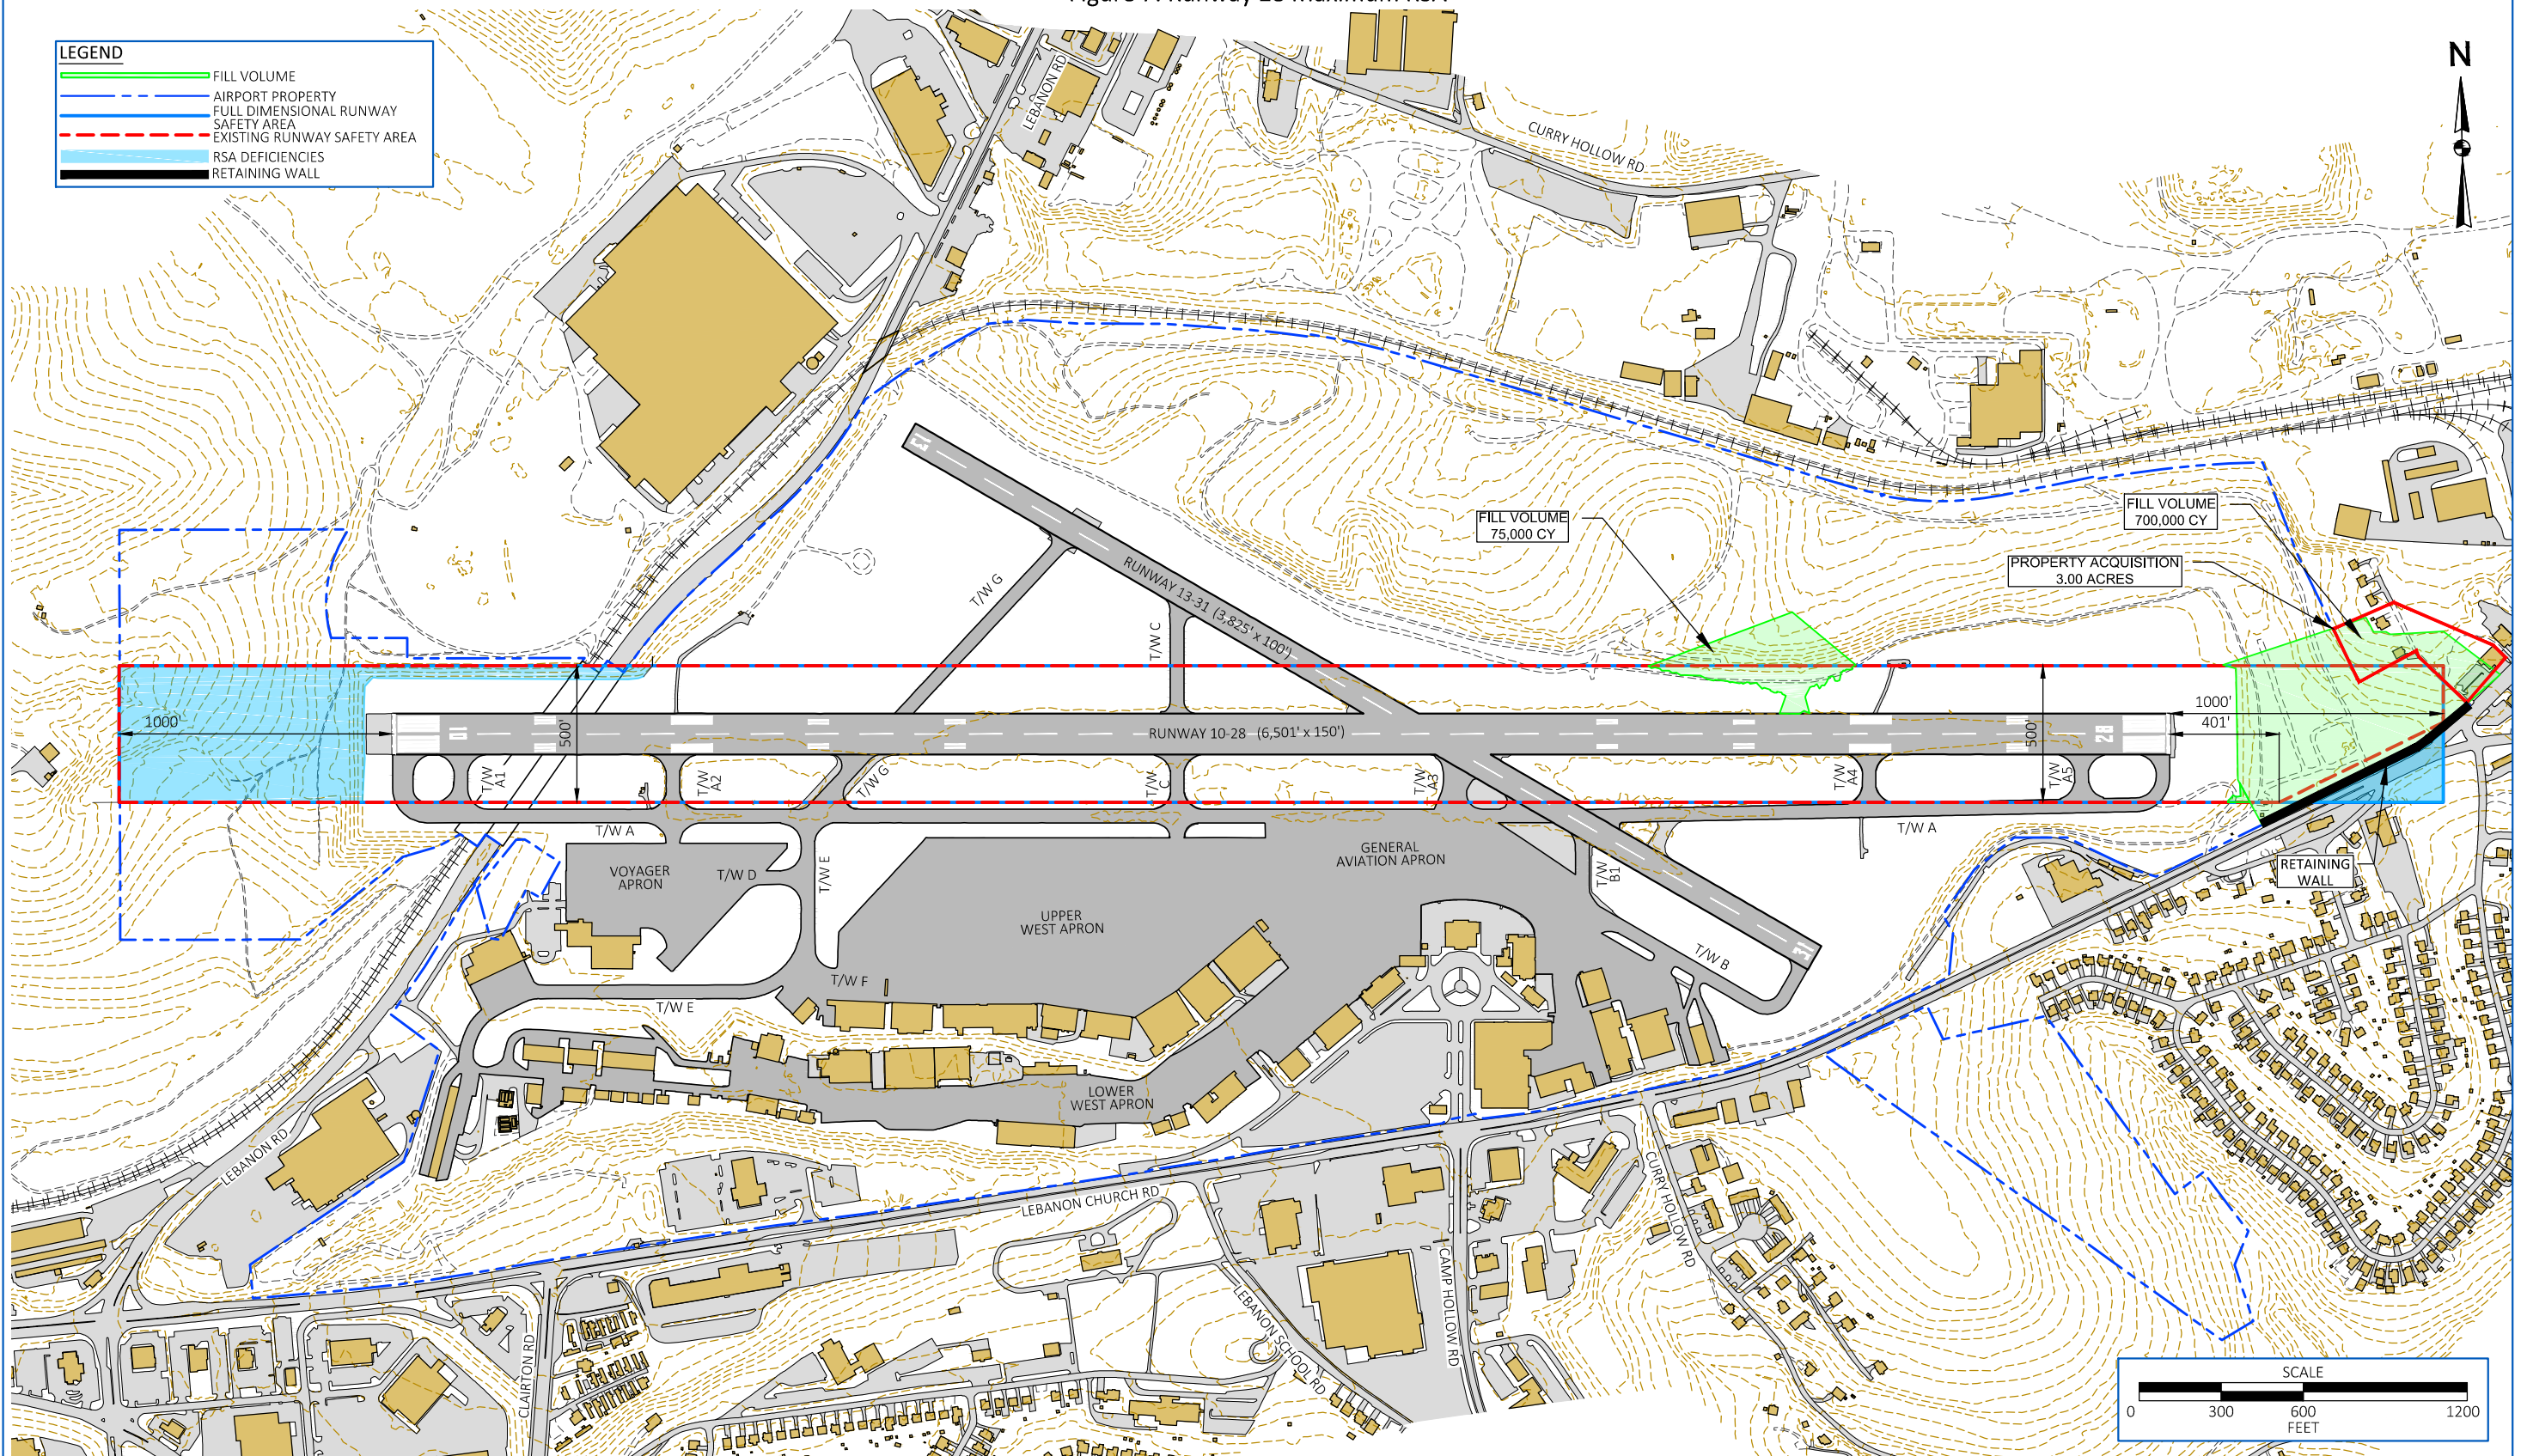 LEGEND
FILL VOLUME
AIRPORT PROPERTY
FULL DIMENSIONAL RUNWAY
SAFETY AREA
EXISTING RUNWAY SAFETY AREA
RSA DEFICIENCIES
RETAINING WALL
N
LEBANON RD
CURRY HOLLOW RD
13
FILL VOLUME
75,000 CY
FILL VOLUME
700,000 CY
PROPERTY ACQUISITION
3.00 ACRES
T/W G
RUNWAY 13-31 (3,825' x 100')
T/W C
1000'
500'
10
RUNWAY 10-28 (6,501' x 150')
500'
28
1000'
401'
T/W
A1
T/W
A2
T/W G
T/W
C
T/W
A3
T/W
A4
T/W
A5
T/W A
T/W A
VOYAGER
APRON
T/W D
T/W E
GENERAL
AVIATION APRON
T/W
B1
RETAINING
WALL
UPPER
WEST APRON
31
T/W B
T/W F
T/W E
LOWER
WEST APRON
LEBANON RD
LEBANON CHURCH RD
CURRY HOLLOW RD
CAMP HOLLOW RD
LEBANON SCHOOL RD
CLAIRTON RD
SCALE
0 300 600 1200
FEET